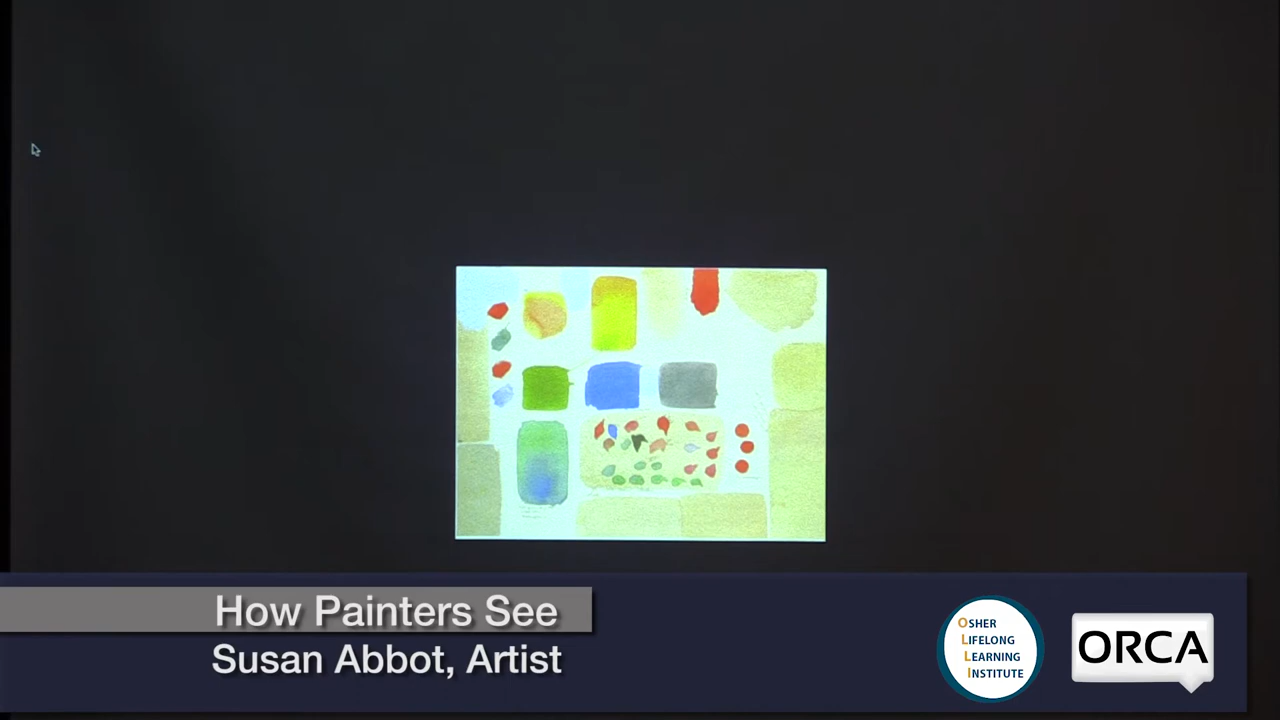 How Painters See
Susan Abbot, Artist
OSHER
LIFELONG
LEARNING
INSTITUTE
ORCA